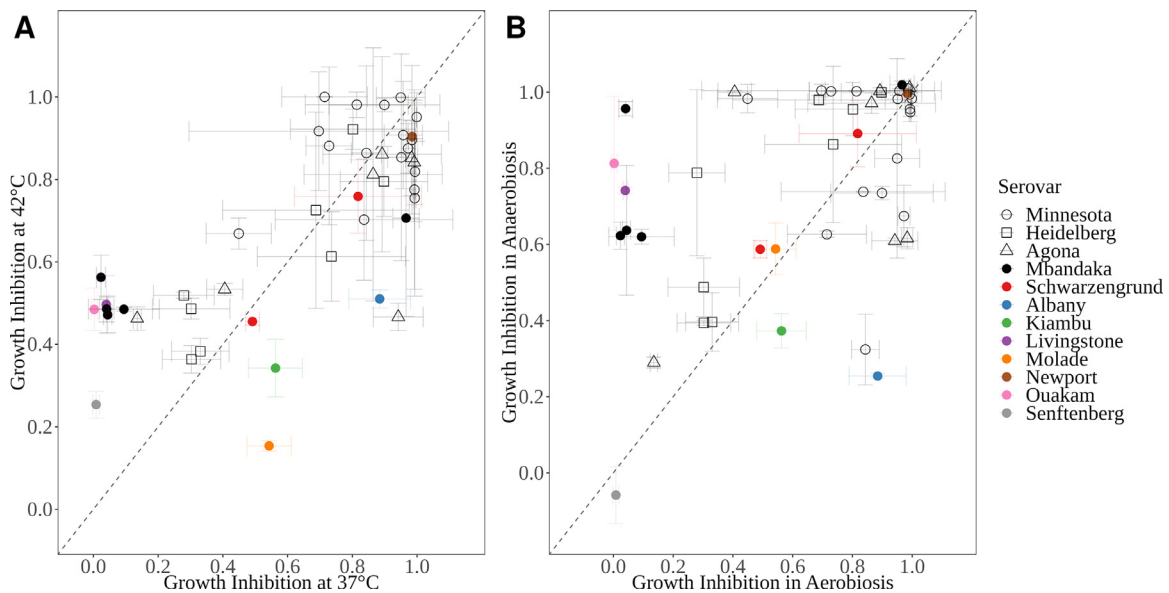 A
Growth Inhibition at 42°C
1.0
0.8
0.6
0.4
0.2
0.0
0.0 0.2 0.4 0.6 0.8 1.0
Growth Inhibition at 37°C
B
Growth Inhibition in Anaerobiosis
1.0
0.8
0.6
0.4
0.2
0.0
0.0 0.2 0.4 0.6 0.8 1.0
Growth Inhibition in Aerobiosis
Serovar
Minnesota
Heidelberg
Agona
Mbandaka
Schwarzengrund
Albany
Kiambu
Livingstone
Molade
Newport
Ouakam
Senftenberg